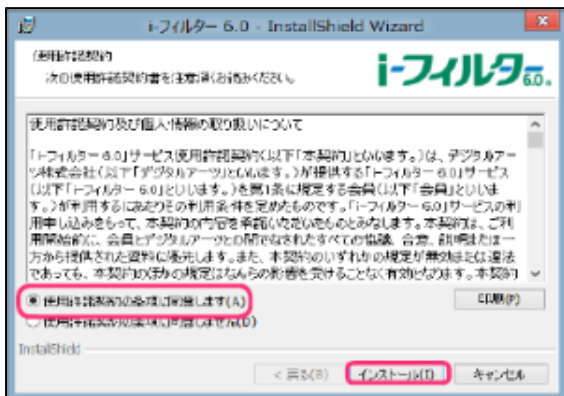 i-フィルター 6.0 - InstallShield Wizard
使用許諾契約
次の使用許諾契約書を注意深くお読みください。
i-フィルター6.0.
使用許諾契約及び個人情報の取り扱いについて
「i-フィルター 6.0」サービス使用許諾契約(以下「本契約」といいます。)は、デジタルアー
ツ株式会社(以下「デジタルアーツ」といいます。)が提供する「i-フィルター 6.0」サービス
(以下「i-フィルター 6.0」といいます。)を第1条に規定する会員(以下「会員」といいま
す。)が利用するにあたりその利用条件を定めたものです。「i-フィルター 6.0」サービスの利
用申し込みをもって、本契約の内容を承諾いただいたものとみなします。本契約は、ご利
用開始前に、会員とデジタルアーツとの間でなされたすべての協議、合意、説明または一
方から提供された資料に優先します。また、本契約のいずれかの規定が無効または違法
であっても、本契約のほかの規定はなんらの影響を受けることなく有効となります。本契約
使用許諾契約の条項に同意します(A)
印刷(P)
使用許諾契約の条項に同意しません(D)
InstallShield
< 戻る(B)
インストール(I)
キャンセル